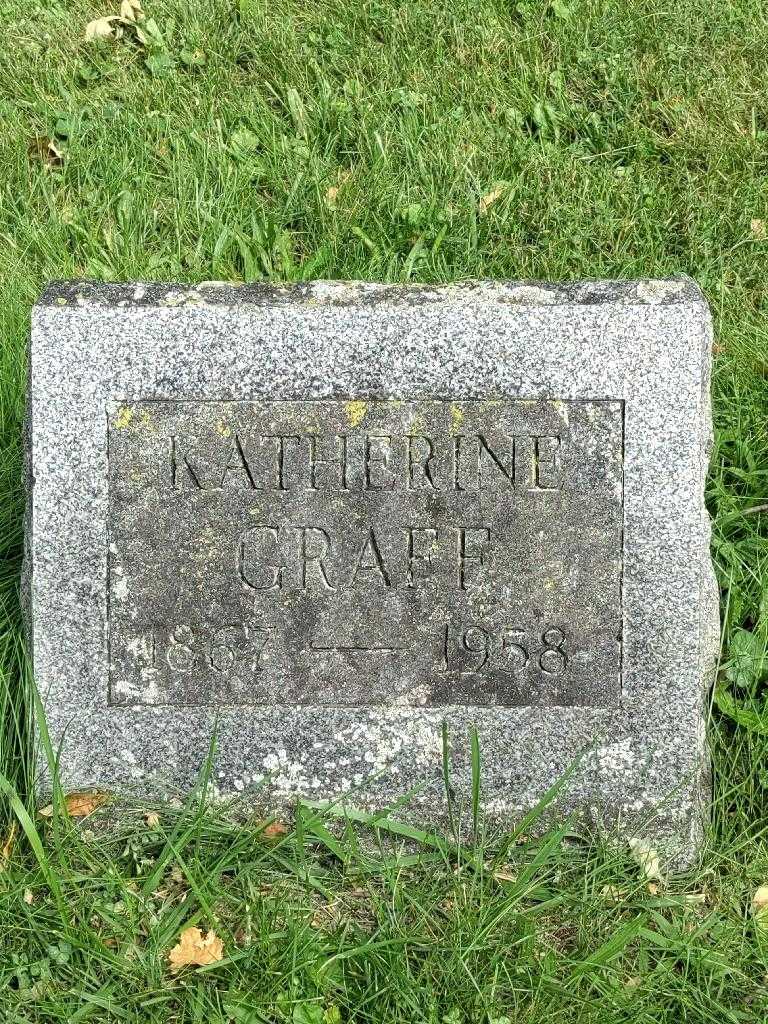 KATHERINE
GRAFF
1867 — 1958